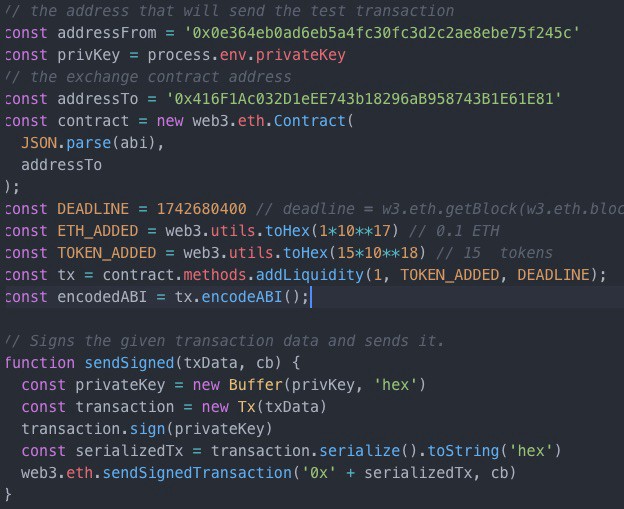 // the address that will send the test transaction
const addressFrom = '0x0e364eb0ad6eb5a4fc30fc3d2c2ae8ebe75f245c'
const privKey = process.env.privateKey
// the exchange contract address
const addressTo = '0x416F1Ac032D1eEE743b18296aB958743B1E61E81'
const contract = new web3.eth.Contract(
  JSON.parse(abi),
  addressTo
);
const DEADLINE = 1742680400 // deadline = w3.eth.getBlock(w3.eth.bloc
const ETH_ADDED = web3.utils.toHex(1*10**17) // 0.1 ETH
const TOKEN_ADDED = web3.utils.toHex(15*10**18) // 15  tokens
const tx = contract.methods.addLiquidity(1, TOKEN_ADDED, DEADLINE);
const encodedABI = tx.encodeABI();
// Signs the given transaction data and sends it.
function sendSigned(txData, cb) {
  const privateKey = new Buffer(privKey, 'hex')
  const transaction = new Tx(txData)
  transaction.sign(privateKey)
  const serializedTx = transaction.serialize().toString('hex')
  web3.eth.sendSignedTransaction('0x' + serializedTx, cb)
}